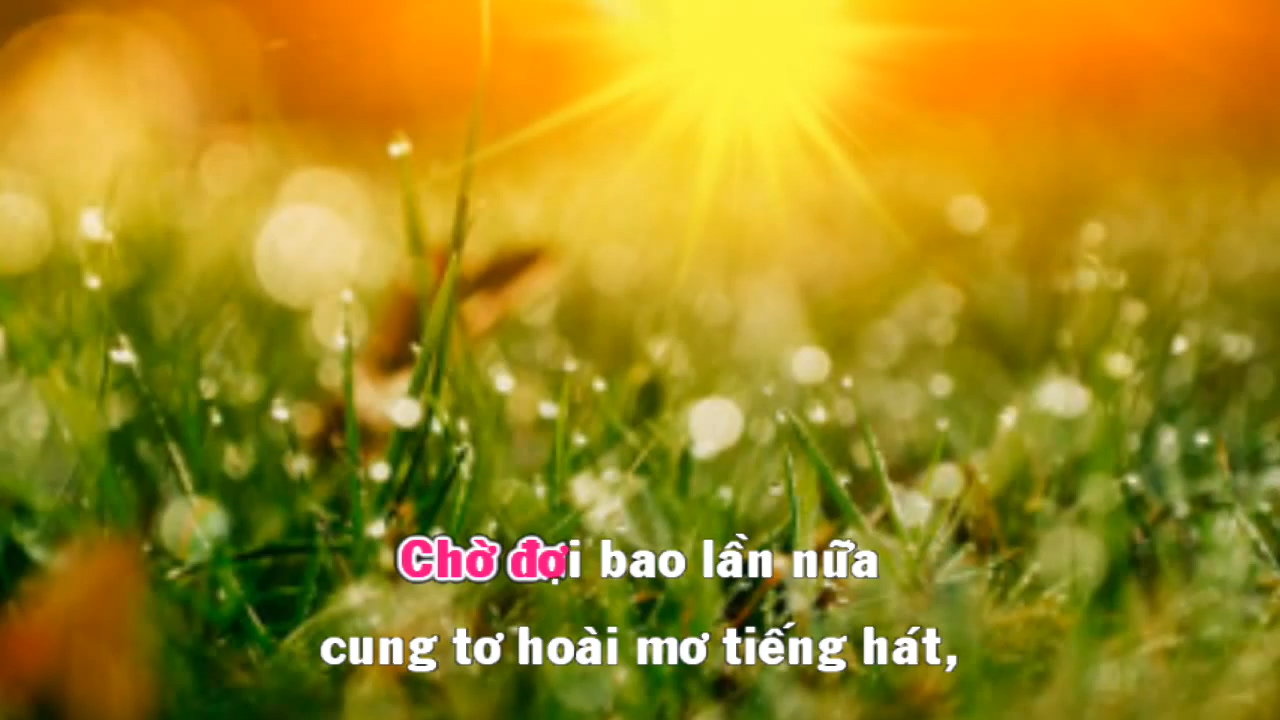 Chờ đợi bao lần nữa
cung tơ hoài mơ tiếng hát,